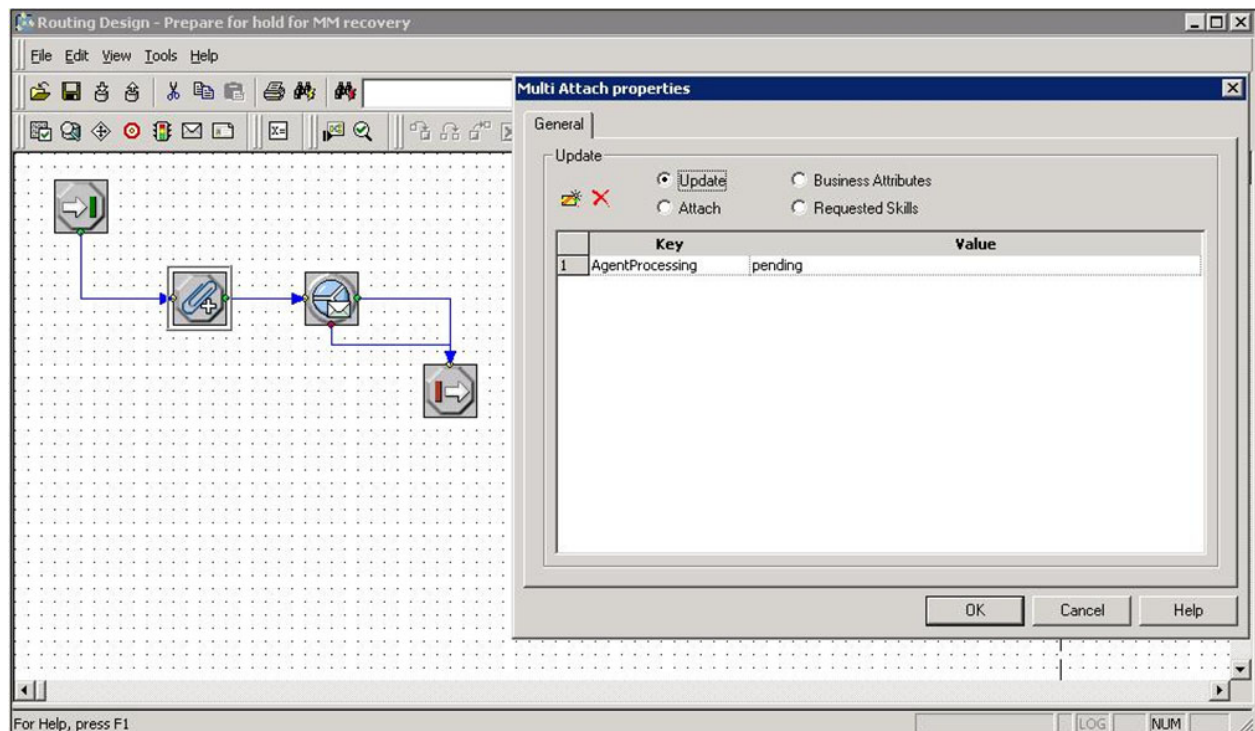 Routing Design - Prepare for hold for MM recovery
File Edit View Tools Help
Multi Attach properties
General
Update
Update Business Attributes
Attach Requested Skills
Key Value
1 AgentProcessing pending
OK Cancel Help
For Help, press F1 LOG NUM